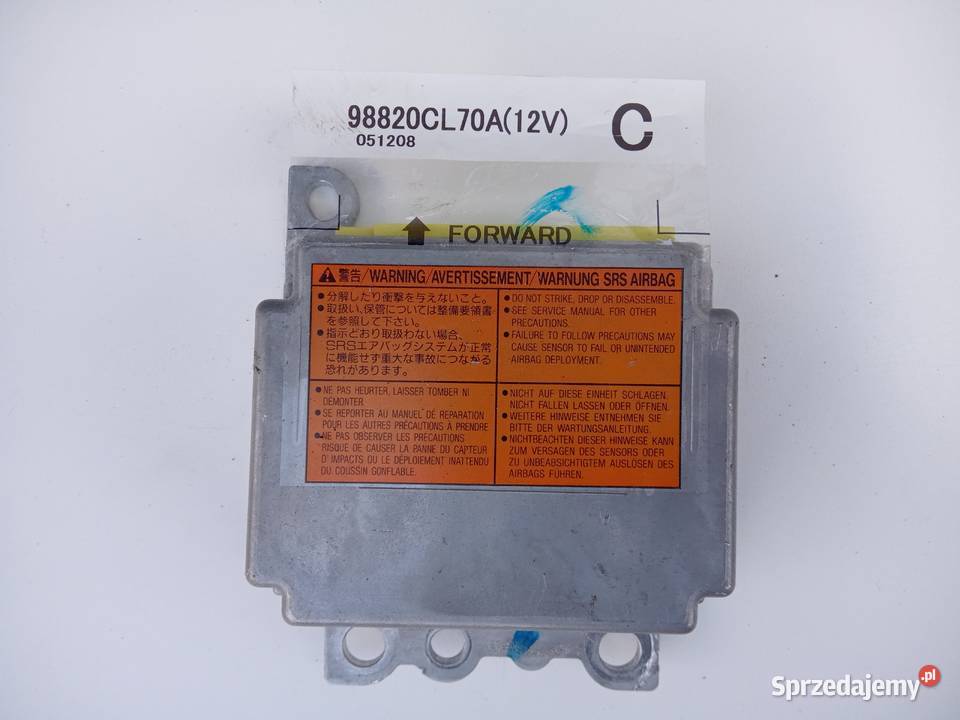 98820CL70A(12V) C
051208
FORWARD
警告/WARNING/AVERTISSEMENT/WARNUNG SRS AIRBAG
●分解したり衝撃を与えないこと。
●取扱い、保管については整備要領書
を参照して下さい。
●指示どおり取扱わない場合、
SRSエアバッグシステムが正常
に機能せず重大な事故につながる
恐れがあります。
●DO NOT STRIKE, DROP OR DISASSEMBLE.
●SEE SERVICE MANUAL FOR OTHER
PRECAUTIONS.
●FAILURE TO FOLLOW PRECAUTIONS MAY
CAUSE SENSOR TO FAIL OR UNINTENDED
AIRBAG DEPLOYMENT.
●NE PAS HEURTER, LAISSER TOMBER NI
DÉMONTER
●SE REPORTER AU MANUEL DE RÉPARATION
POUR LES AUTRES PRÉCAUTIONS À PRENDRE
●NE PAS OBSERVER LES PRÉCAUTIONS
RISQUE DE CAUSER LA PANNE DU CAPTEUR
D'IMPACTS OU LE DÉPLOIEMENT INATTENDU
DU COUSSIN GONFLABLE.
●NICHT AUF DIESE EINHEIT SCHLAGEN.
NICHT FALLEN LASSEN ODER ÖFFNEN.
●WEITERE HINWEISE ENTNEHMEN SIE
BITTE DER WARTUNGSANLEITUNG.
●NICHTBEACHTEN DIESER HINWEISE KANN
ZUM VERSAGEN DES SENSORS ODER
ZU UNBEABSICHTIGTEM AUSLÖSEN DES
AIRBAGS FÜHREN.
Sprzedajemy.pl